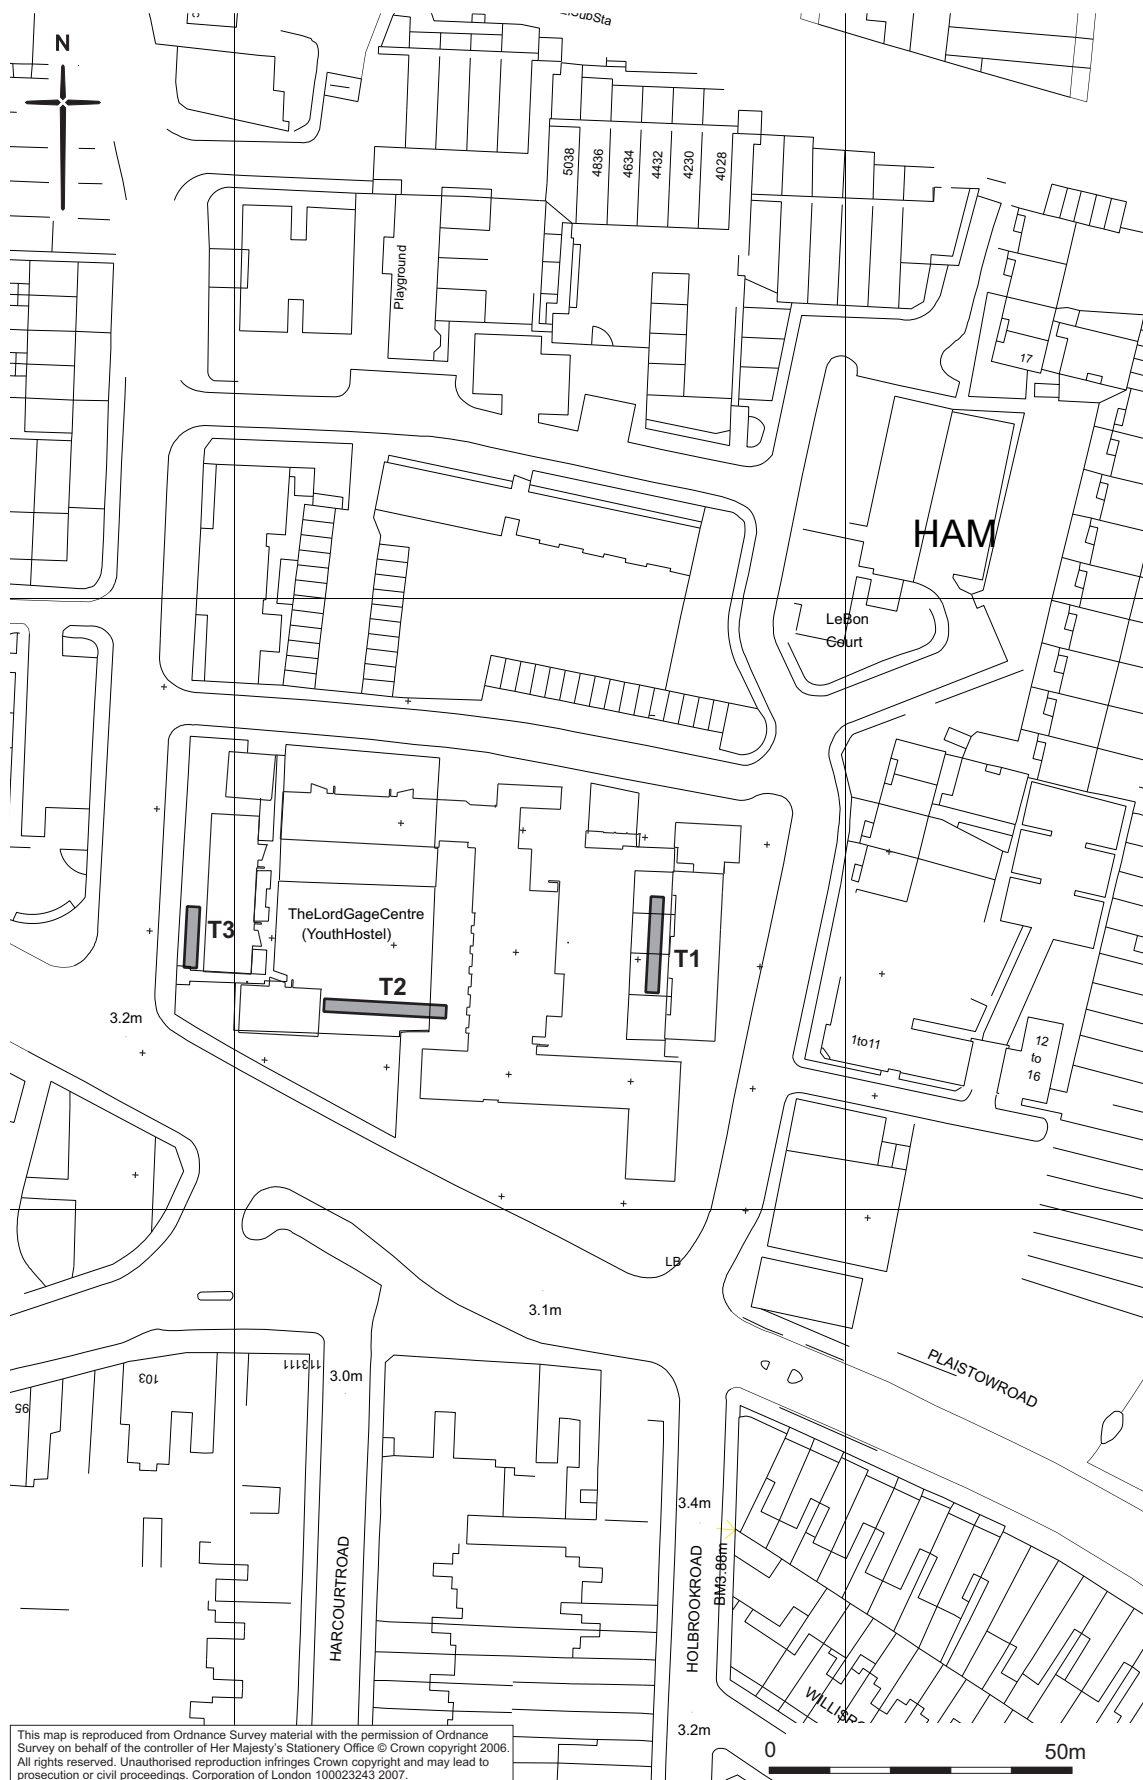 N
5038
4836
4634
4432
4230
4028
Playground
17
HAM
LeBon
Court
TheLordGageCentre
(YouthHostel)
T3
T1
T2
3.2m
1to11
12
to
16
LB
3.1m
PLAISTOWROAD
113111
103
3.0m
95
3.4m
HARCOURTROAD
HOLBROOKROAD
BM3.88m
3.2m
This map is reproduced from Ordnance Survey material with the permission of Ordnance
Survey on behalf of the controller of Her Majesty's Stationery Office © Crown copyright 2006.
All rights reserved. Unauthorised reproduction infringes Crown copyright and may lead to
prosecution or civil proceedings. Corporation of London 100023243 2007.
0
50m